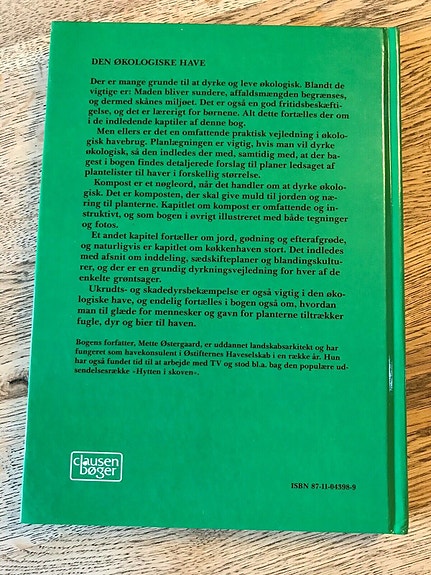 DEN ØKOLOGISKE HAVE
Der er mange grunde til at dyrke og leve økologisk. Blandt de
vigtige er: Maden bliver sundere, affaldsmængden begrænses,
og dermed skånes miljøet. Det er også en god fritidsbeskæfti-
gelse, og det er lærerigt for børnene. Alt dette fortælles der om
i de indledende kaptiler af denne bog.
Men ellers er det en omfattende praktisk vejledning i økolo-
gisk havebrug. Planlægningen er vigtig, hvis man vil dyrke
økologisk, så den indledes der med, samtidig med, at der ba-
gest i bogen findes detaljerede forslag til planer ledsaget af
plantelister til haver i forskellig størrelse.
Kompost er et nøgleord, når det handler om at dyrke økolo-
gisk. Det er komposten, der skal give muld til jorden og næ-
ring til planterne. Kapitlet om kompost er omfattende og in-
struktivt, og som bogen i øvrigt illustreret med både tegninger
og fotos.
Et andet kapitel fortæller om jord, gødning og efterafgrøde,
og naturligvis er kapitlet om køkkenhaven stort. Det indledes
med afsnit om inddeling, sædskifteplaner og blandingskultu-
rer, og der er en grundig dyrkningsvejledning for hver af de
enkelte grøntsager.
Ukrudts- og skadedyrsbekæmpelse er også vigtig i den øko-
logiske have, og endelig fortælles i bogen også om, hvordan
man til glæde for mennesker og gavn for planterne tiltrækker
fugle, dyr og bier til haven.
Bogens forfatter, Mette Østergaard, er uddannet landskabsarkitekt og har
fungeret som havekonsulent i Østifternes Haveselskab i en række år. Hun
har også fundet tid til at arbejde med TV og stod bl.a. bag den populære ud-
sendelsesrække »Hytten i skoven«.
clausen
bøger
ISBN 87-11-04398-9